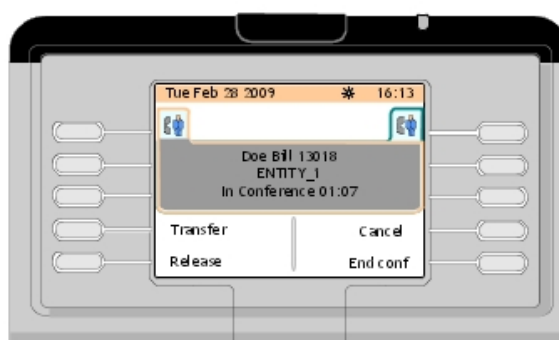 Tue Feb 28 2009 16:13
Doe Bill 13018
ENTITY_1
In Conference 01:07
Transfer Cancel
Release End conf